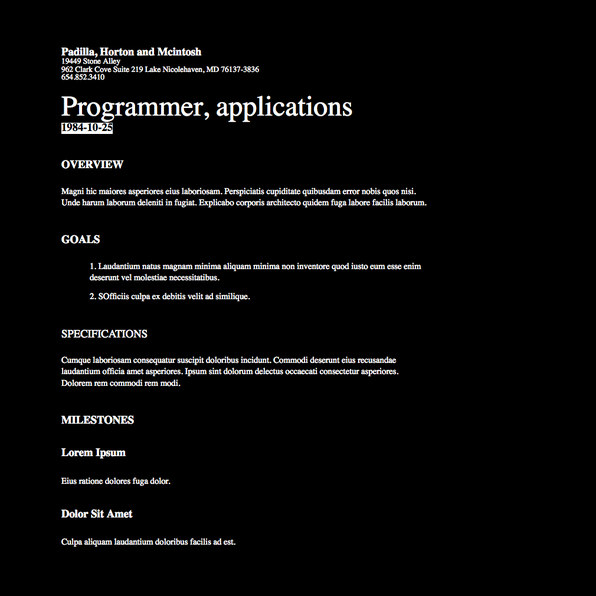 Padilla, Horton and Mcintosh
19449 Stone Alley
962 Clark Cove Suite 219 Lake Nicolehaven, MD 76137-3836
654.852.3410
Programmer, applications
1984-10-25
OVERVIEW
Magni hic maiores asperiores eius laboriosam. Perspiciatis cupiditate quibusdam error nobis quos nisi.
Unde harum laborum deleniti in fugiat. Explicabo corporis architecto quidem fuga labore facilis laborum.
GOALS
1. Laudantium natus magnam minima aliquam minima non inventore quod iusto eum esse enim
deserunt vel molestiae necessitatibus.
2. SOfficiis culpa ex debitis velit ad similique.
SPECIFICATIONS
Cumque laboriosam consequatur suscipit doloribus incidunt. Commodi deserunt eius recusandae
laudantium officia amet asperiores. Ipsum sint dolorum delectus occaecati consectetur asperiores.
Dolorem rem commodi rem modi.
MILESTONES
Lorem Ipsum
Eius ratione dolores fuga dolor.
Dolor Sit Amet
Culpa aliquam laudantium doloribus facilis ad est.